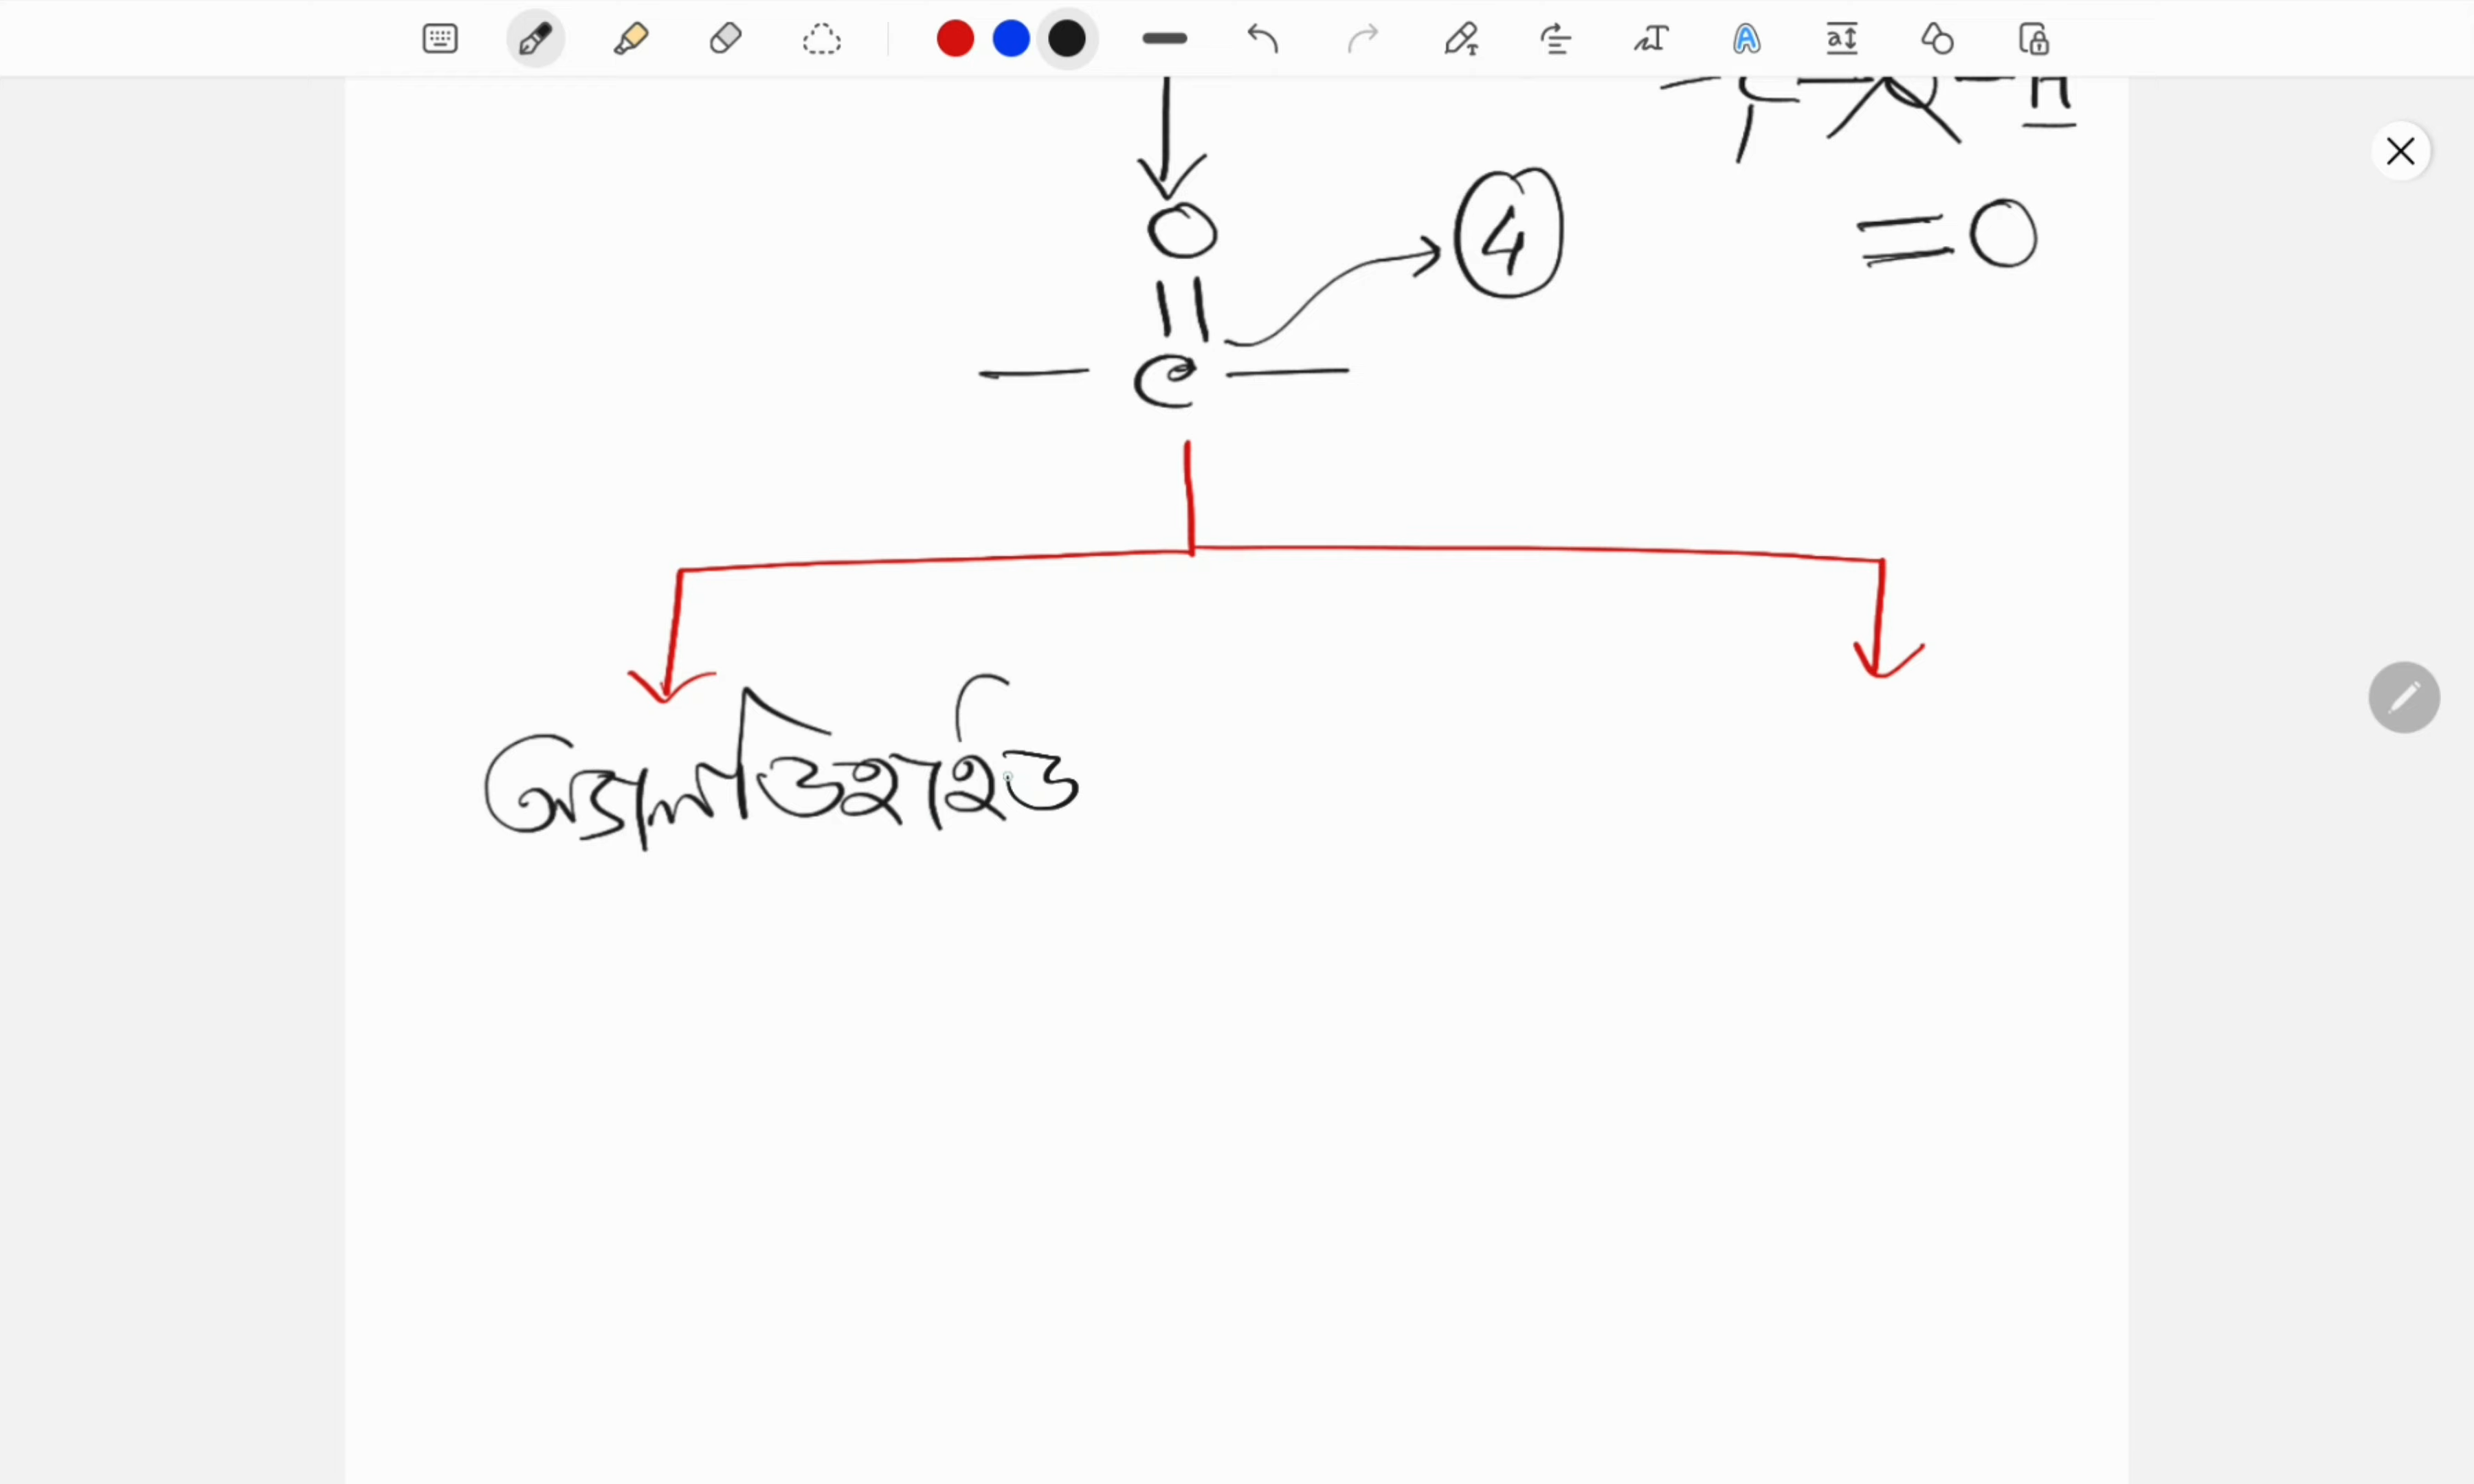 — C — O — H
O
4
= O
||
— C —
অ্যালডিহাইড